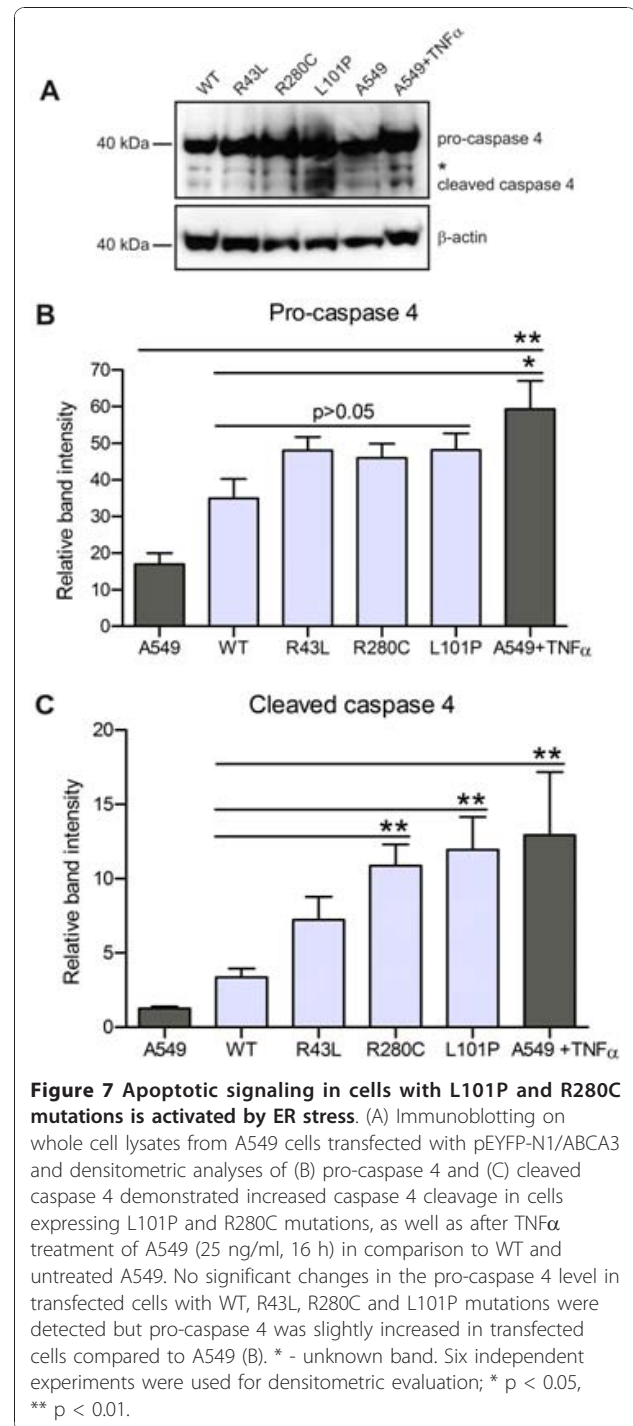 WT R43L R280C L101P A549 A549+TNFα
A
40 kDa pro-caspase 4
*
cleaved caspase 4
40 kDa β-actin
B
Pro-caspase 4
**
*
p>0.05
Relative band intensity
70
60
50
40
30
20
10
0
A549 WT R43L R280C L101P A549+TNFα
C
Cleaved caspase 4
**
**
**
Relative band intensity
20
15
10
5
0
A549 WT R43L R280C L101P A549 +TNFα
Figure 7 Apoptotic signaling in cells with L101P and R280C
mutations is activated by ER stress. (A) Immunoblotting on
whole cell lysates from A549 cells transfected with pEYFP-N1/ABCA3
and densitometric analyses of (B) pro-caspase 4 and (C) cleaved
caspase 4 demonstrated increased caspase 4 cleavage in cells
expressing L101P and R280C mutations, as well as after TNFα
treatment of A549 (25 ng/ml, 16 h) in comparison to WT and
untreated A549. No significant changes in the pro-caspase 4 level in
transfected cells with WT, R43L, R280C and L101P mutations were
detected but pro-caspase 4 was slightly increased in transfected
cells compared to A549 (B). * - unknown band. Six independent
experiments were used for densitometric evaluation; * p < 0.05,
** p < 0.01.